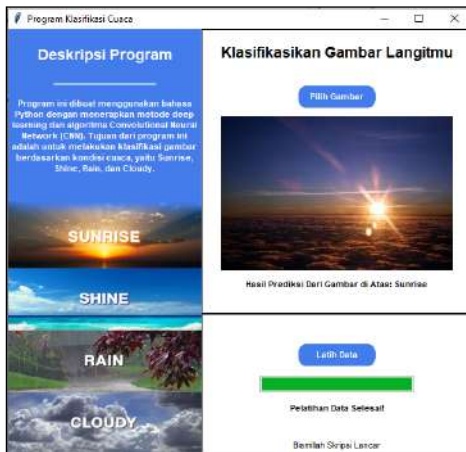 Program Klasifikasi Cuaca
Deskripsi Program
Program ini dibuat menggunakan bahasa
Python dengan menerapkan metode deep
learning dan algoritma Convolutional Neural
Network (CNN). Tujuan dari program ini
adalah untuk melakukan klasifikasi gambar
berdasarkan kondisi cuaca, yaitu Sunrise,
Shine, Rain, dan Cloudy.
SUNRISE
SHINE
RAIN
CLOUDY
Klasifikasikan Gambar Langitmu
Pilih Gambar
Hasil Prediksi Dari Gambar di Atas: Sunrise
Latih Data
Pelatihan Data Selesai!
Bismilah Skripsi Lancar